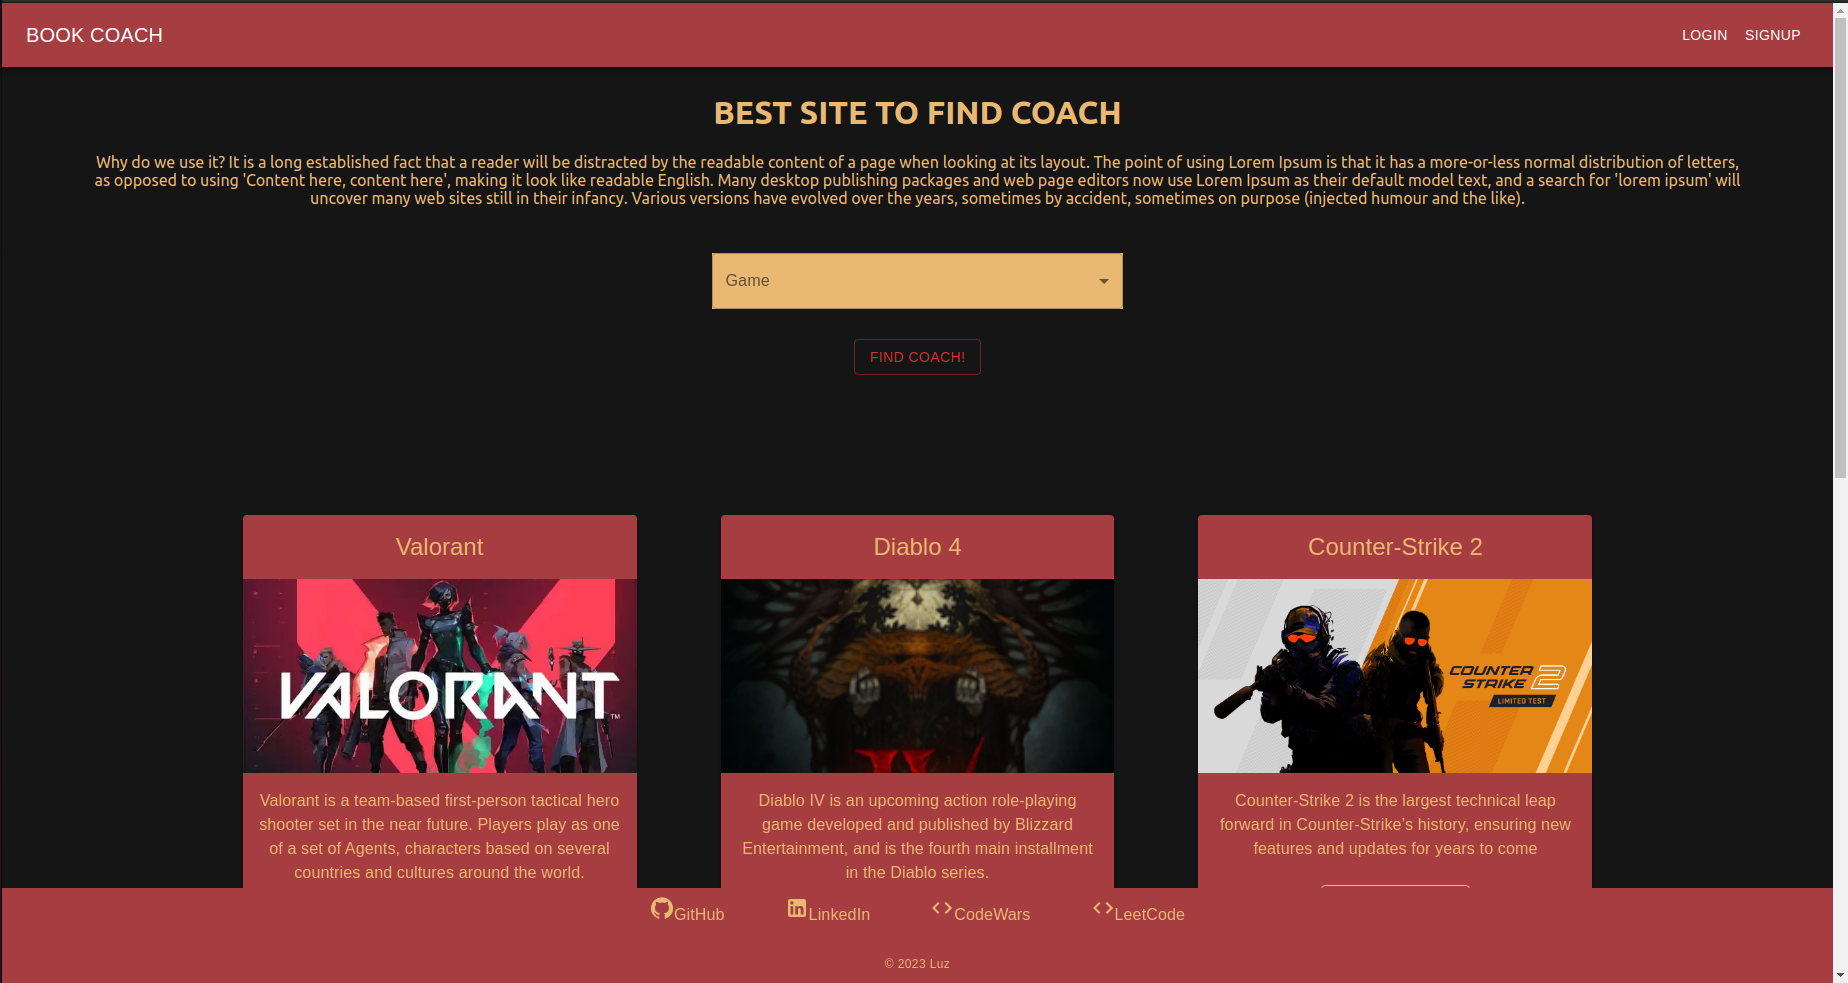 BOOK COACH
LOGIN SIGNUP
BEST SITE TO FIND COACH
Why do we use it? It is a long established fact that a reader will be distracted by the readable content of a page when looking at its layout. The point of using Lorem Ipsum is that it has a more-or-less normal distribution of letters,
as opposed to using 'Content here, content here', making it look like readable English. Many desktop publishing packages and web page editors now use Lorem Ipsum as their default model text, and a search for 'lorem ipsum' will
uncover many web sites still in their infancy. Various versions have evolved over the years, sometimes by accident, sometimes on purpose (injected humour and the like).
Game
FIND COACH!
Valorant
VALORANT™
Valorant is a team-based first-person tactical hero
shooter set in the near future. Players play as one
of a set of Agents, characters based on several
countries and cultures around the world.
Diablo 4
Diablo IV is an upcoming action role-playing
game developed and published by Blizzard
Entertainment, and is the fourth main installment
in the Diablo series.
Counter-Strike 2
COUNTER
STRIKE 2
LIMITED TEST
Counter-Strike 2 is the largest technical leap
forward in Counter-Strike’s history, ensuring new
features and updates for years to come
GitHub LinkedIn CodeWars LeetCode
© 2023 Luz